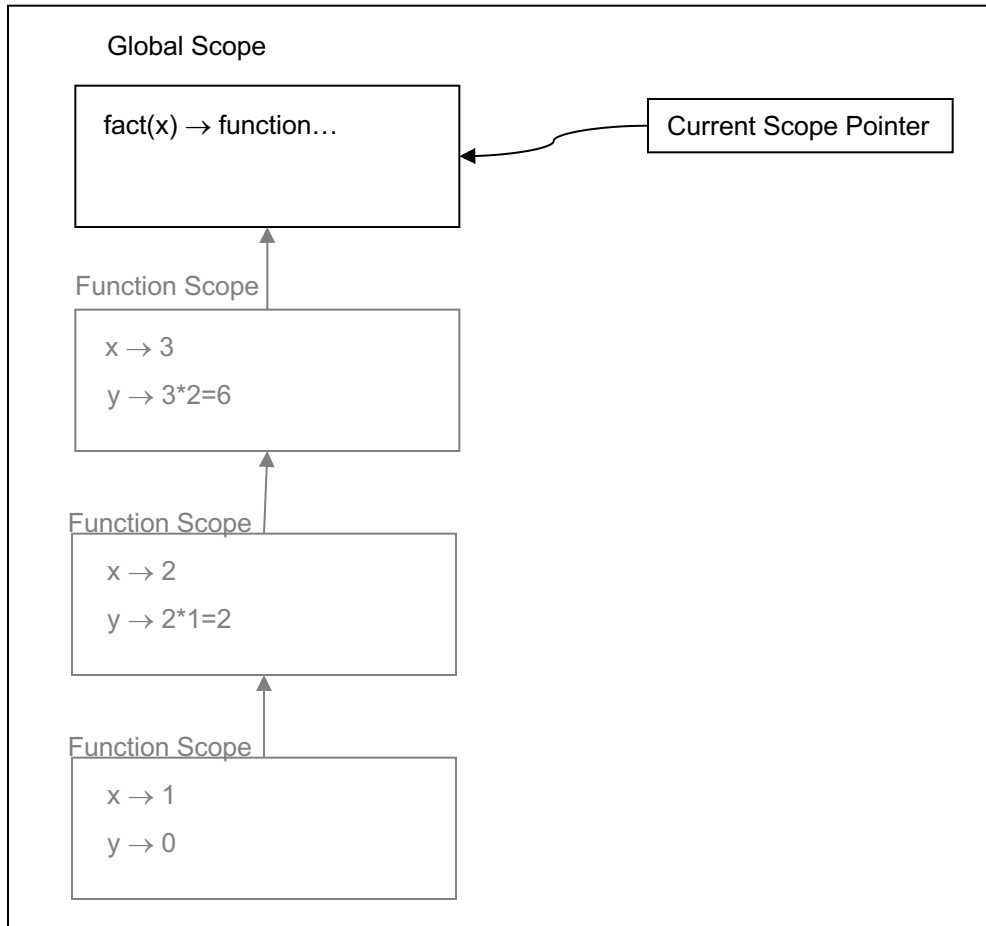 Global Scope
fact(x) → function…
Current Scope Pointer
Function Scope
x → 3
y → 3*2=6
Function Scope
x → 2
y → 2*1=2
Function Scope
x → 1
y → 0